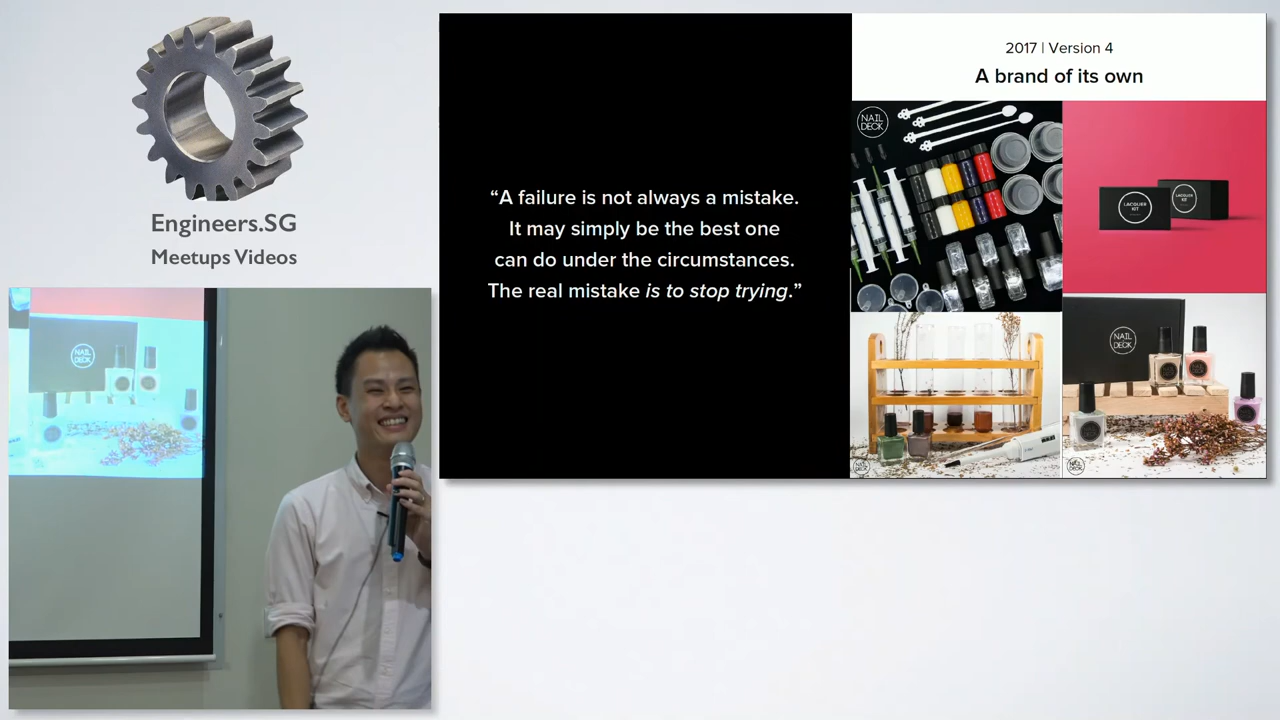 Engineers.SG
Meetups Videos
“A failure is not always a mistake.
It may simply be the best one
can do under the circumstances.
The real mistake is to stop trying.”
2017 | Version 4
A brand of its own
NAIL
DECK
LACQUER
KIT
LACQUER
KIT
NAIL
DECK
NAIL
DECK